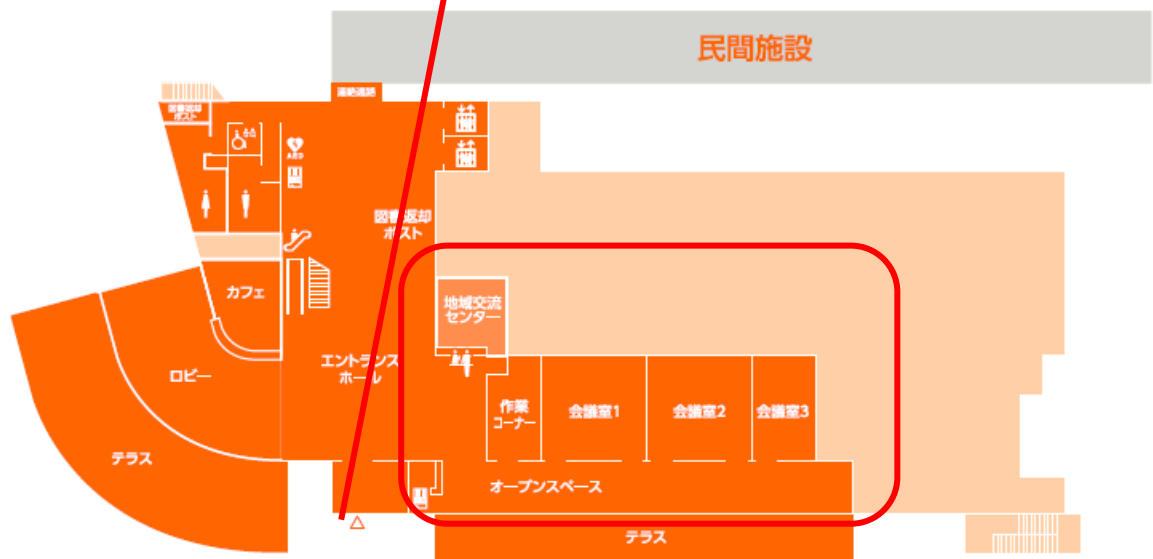 民間施設
連絡通路
図書返却
ポスト
AED
図書返却
ポスト
地域交流
センター
カフェ
エントランス
ホール
ロビー
作業
コーナー
会議室1
会議室2
会議室3
テラス
オープンスペース
テラス